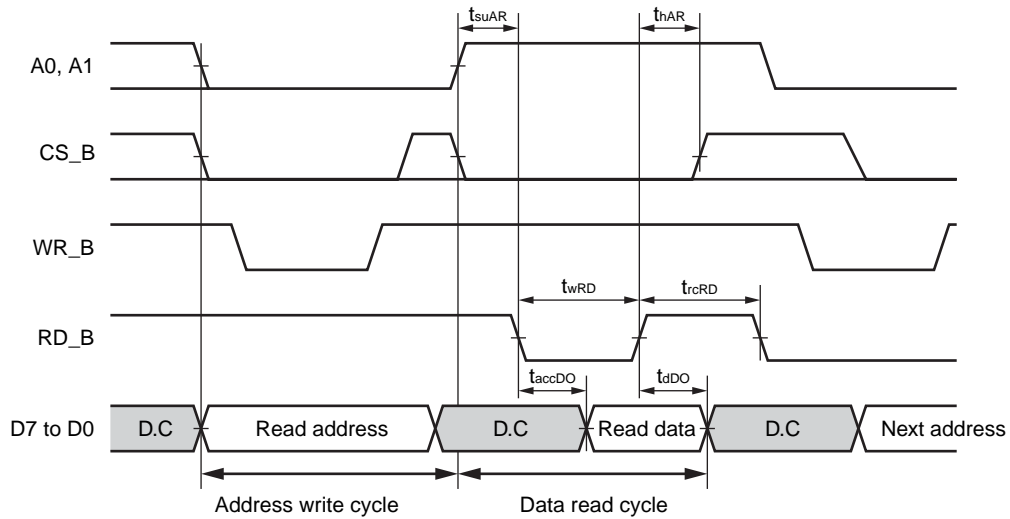 tsuAR thAR
A0, A1
CS_B
WR_B
twRD trcRD
RD_B
taccDO tdDO
D7 to D0 D.C Read address D.C Read data D.C Next address
Address write cycle Data read cycle